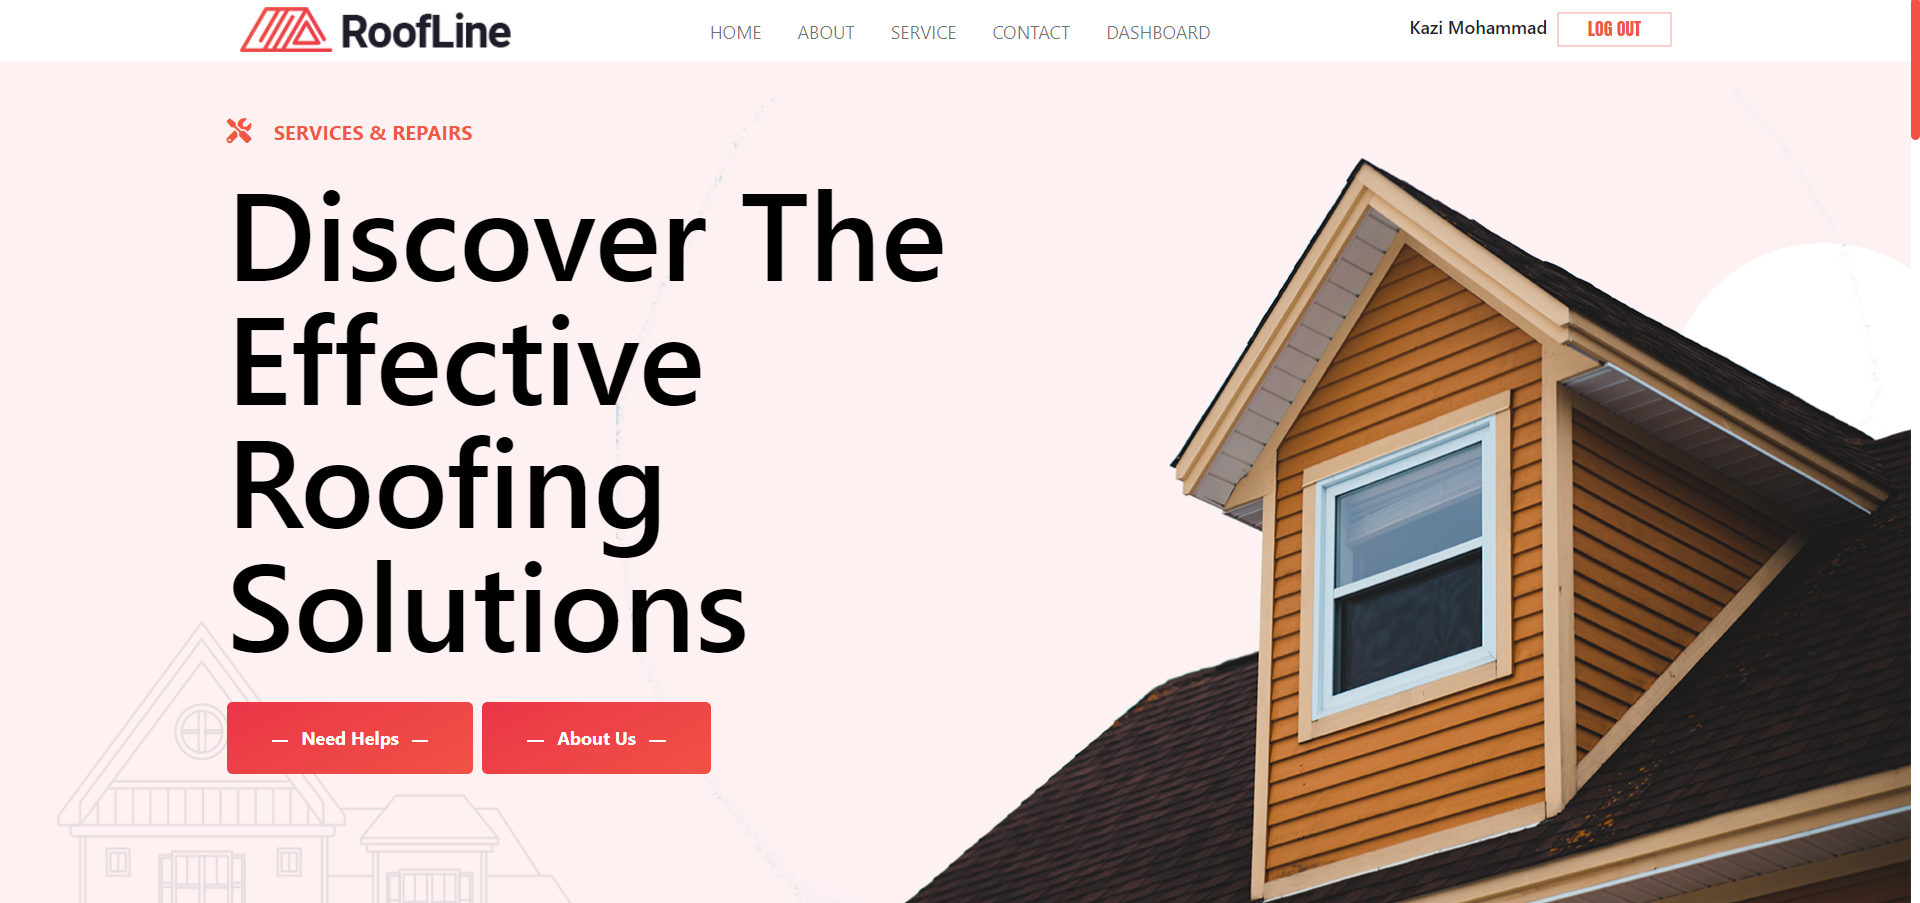 RoofLine
HOME ABOUT SERVICE CONTACT DASHBOARD
Kazi Mohammad LOG OUT
SERVICES & REPAIRS
Discover The
Effective
Roofing
Solutions
— Need Helps —
— About Us —